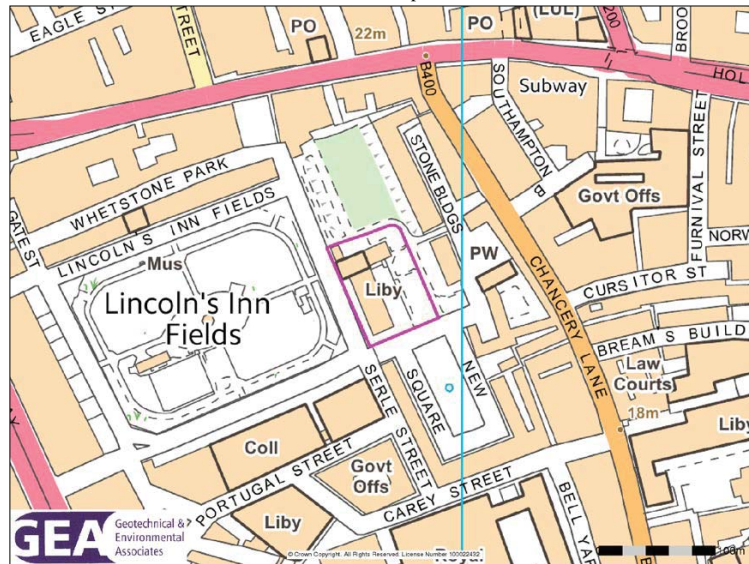 EAGLE S
STREET
PO
22m
PO
(LUL)
200
BROO
HOL
B400
SOUTHAMPTON B
Subway
STONE BLDGS
FURNIVAL STREET
Govt Offs
WHETSTONE PARK
GATE ST
LINCOLN'S INN FIELDS
Mus
NORW
PW
CURSITOR ST
Lincoln's Inn
Fields
Liby
CHANCERY LANE
BREAM S BUILD
Law
Courts
NEW
SQUARE
SERLE STREET
18m
Coll
Govt
Offs
Liby
PORTUGAL STREET
CAREY STREET
Liby
BELL YAR
Royal
GEA
Geotechnical &
Environmental
Associates
© Crown Copyright. All Rights Reserved. License Number 100022432